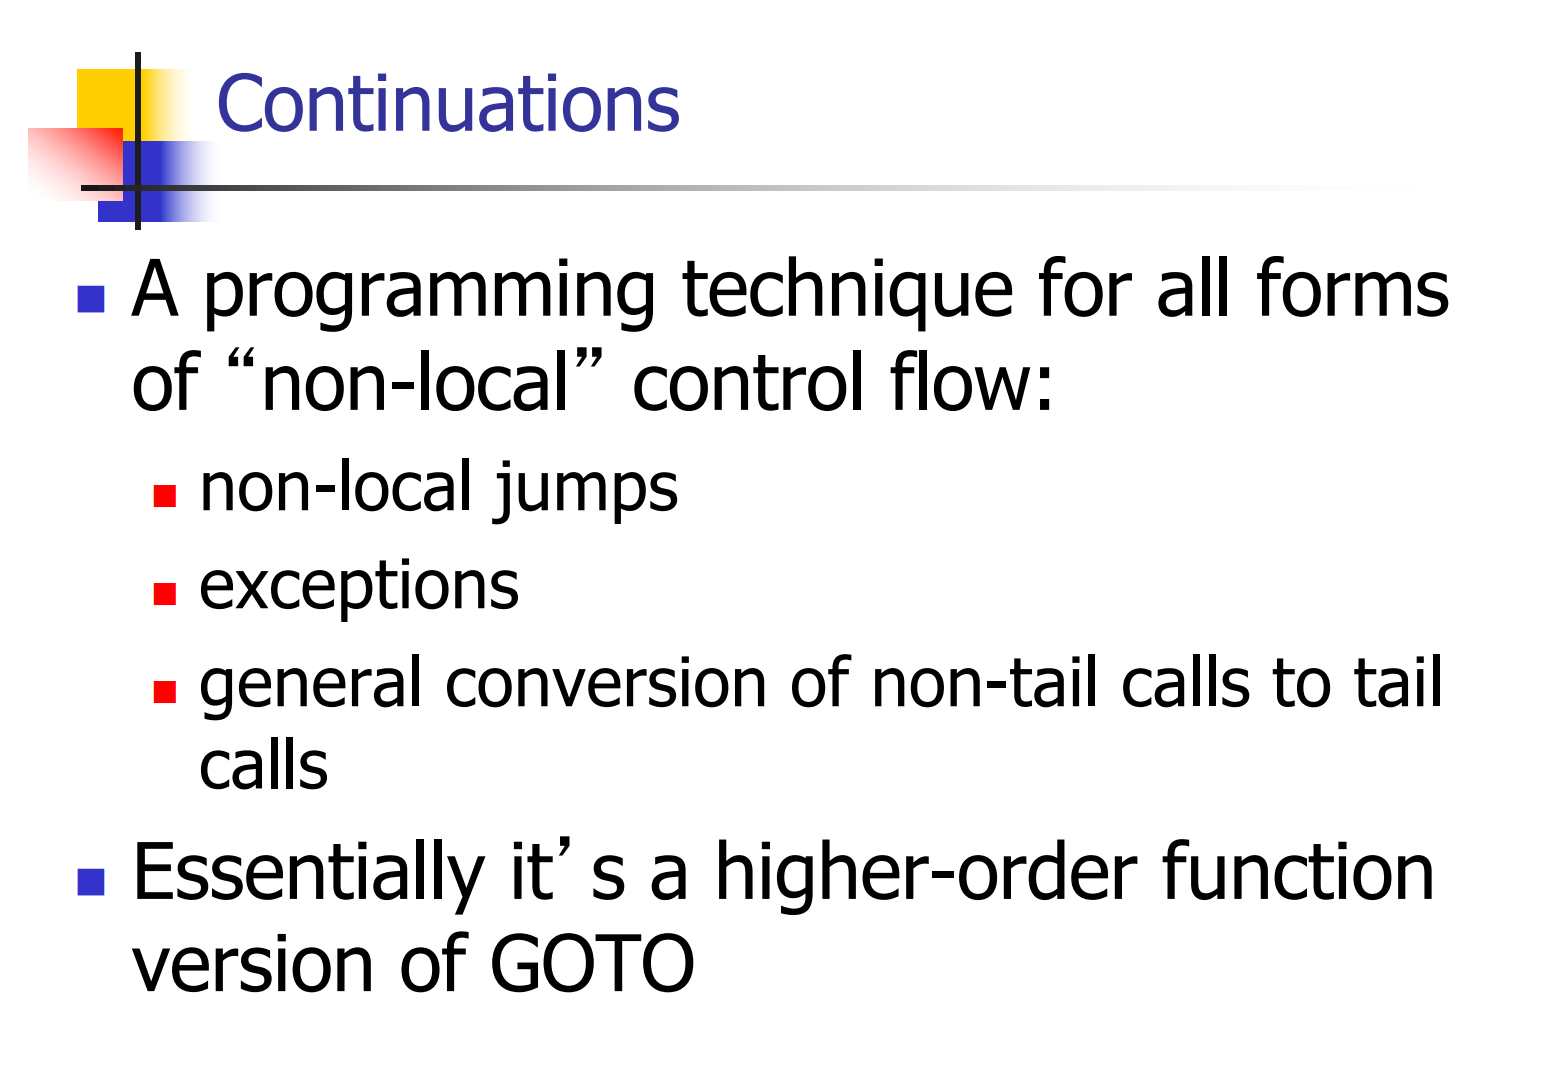 Continuations
A programming technique for all forms
of “non-local” control flow:
non-local jumps
exceptions
general conversion of non-tail calls to tail
calls
Essentially it’s a higher-order function
version of GOTO